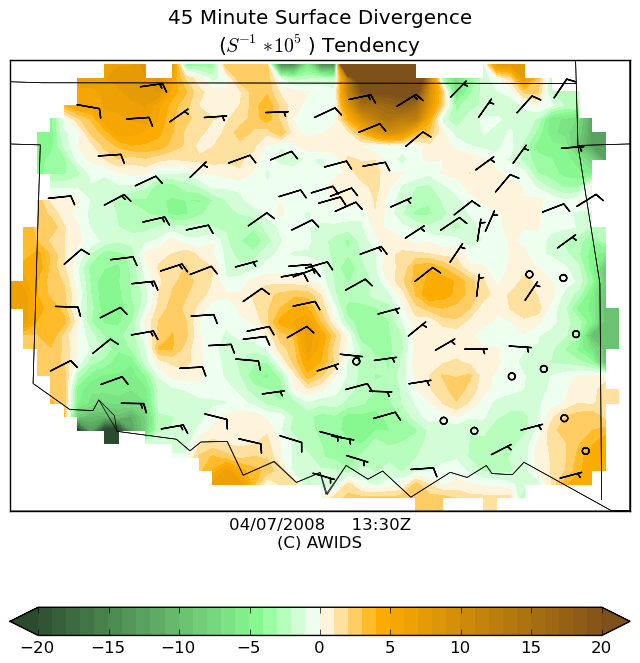 45 Minute Surface Divergence
(S⁻¹ ∗10⁵ ) Tendency
04/07/2008 13:30Z
(C) AWIDS
−20 −15 −10 −5 0 5 10 15 20